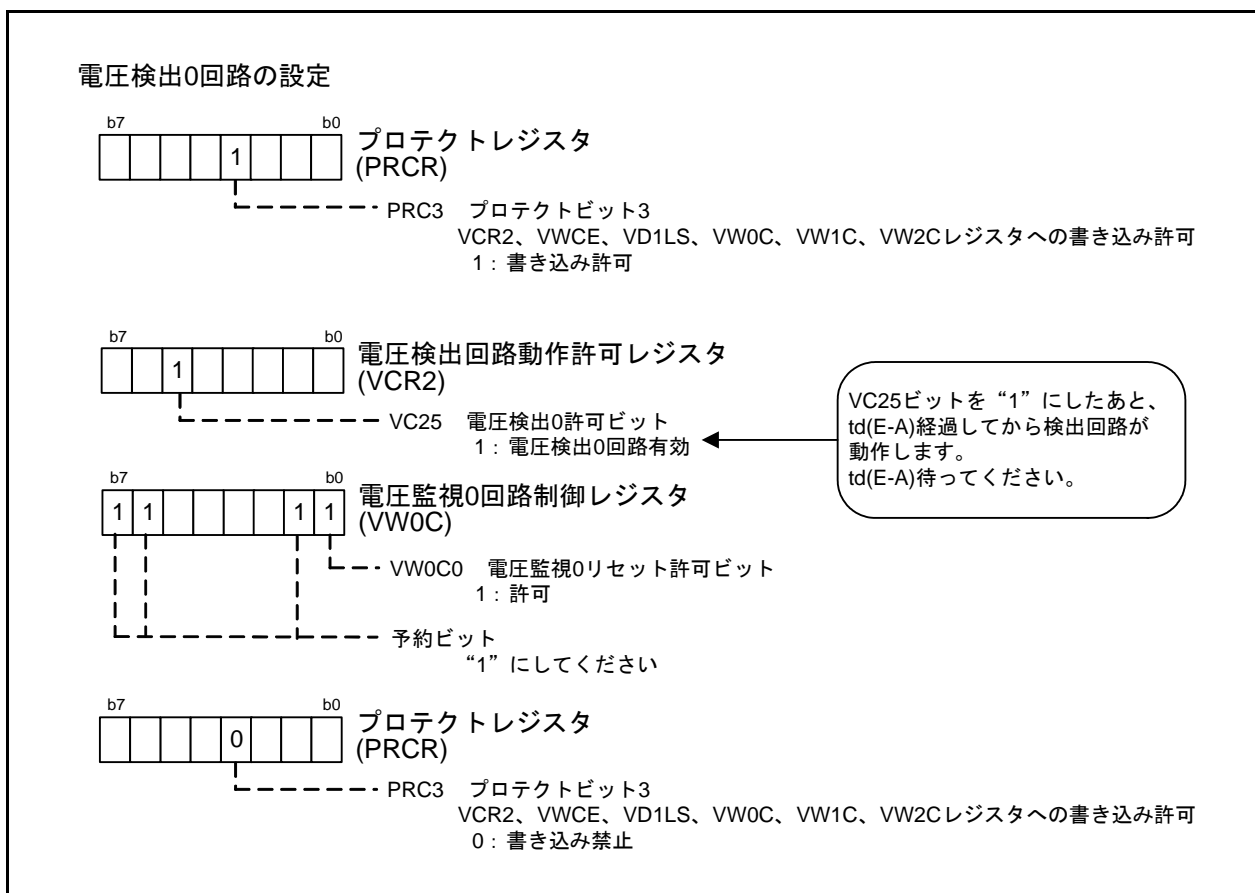 電圧検出0回路の設定
b7 b0
1
プロテクトレジスタ
(PRCR)
PRC3 プロテクトビット3
VCR2、VWCE、VD1LS、VW0C、VW1C、VW2Cレジスタへの書き込み許可
1：書き込み許可
b7 b0
1
電圧検出回路動作許可レジスタ
(VCR2)
VC25 電圧検出0許可ビット
1：電圧検出0回路有効
VC25ビットを“1”にしたあと、
td(E-A)経過してから検出回路が
動作します。
td(E-A)待ってください。
b7 b0
1 1 1 1
電圧監視0回路制御レジスタ
(VW0C)
VW0C0 電圧監視0リセット許可ビット
1：許可
予約ビット
“1”にしてください
b7 b0
0
プロテクトレジスタ
(PRCR)
PRC3 プロテクトビット3
VCR2、VWCE、VD1LS、VW0C、VW1C、VW2Cレジスタへの書き込み許可
0：書き込み禁止